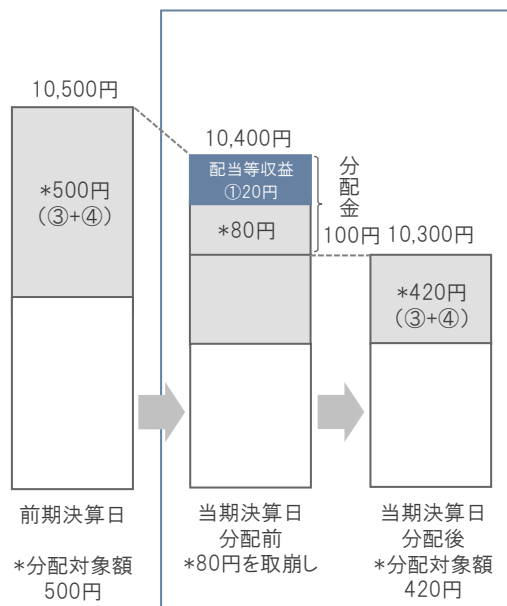 10,500円
*500円
(③+④)
前期決算日
*分配対象額
500円
10,400円
配当等収益
①20円
*80円
分配金
100円
当期決算日
分配前
*80円を取崩し
10,300円
*420円
(③+④)
当期決算日
分配後
*分配対象額
420円